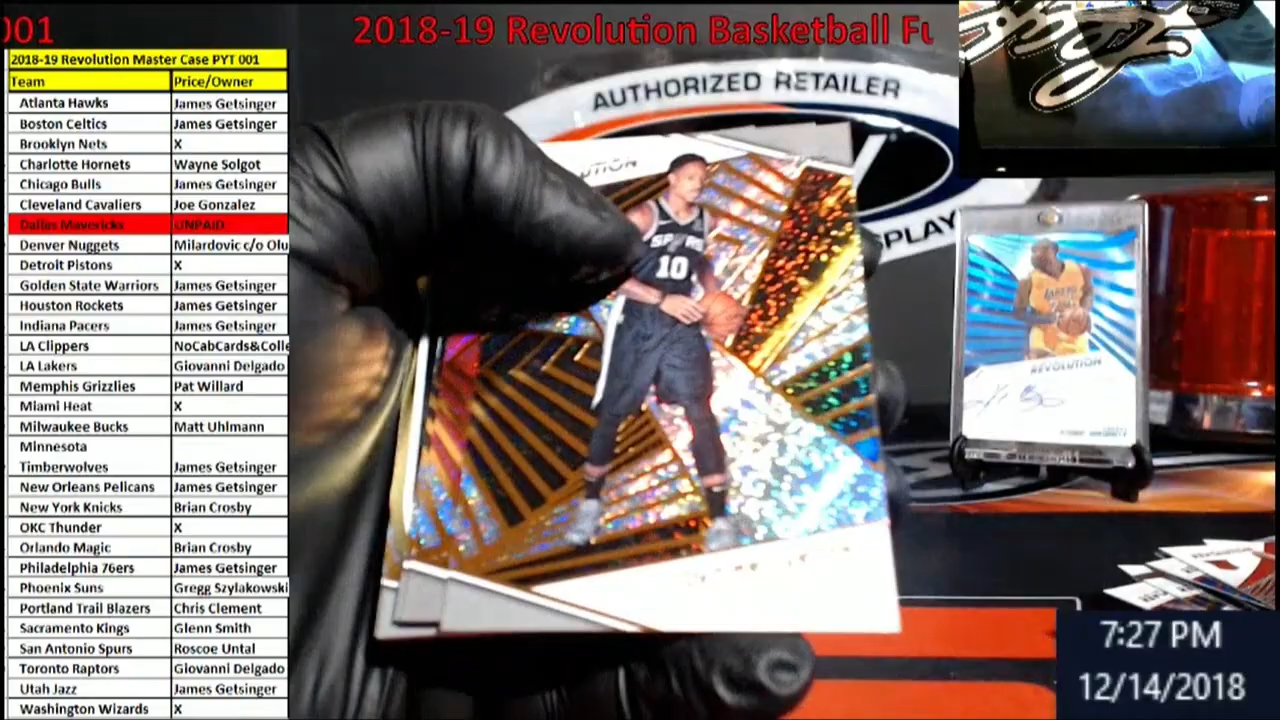 001
2018-19 Revolution Basketball Fu
2018-19 Revolution Master Case PYT 001
Team Price/Owner
Atlanta Hawks James Getsinger
Boston Celtics James Getsinger
Brooklyn Nets X
Charlotte Hornets Wayne Solgot
Chicago Bulls James Getsinger
Cleveland Cavaliers Joe Gonzalez
Dallas Mavericks UNPAID
Denver Nuggets Milardovic c/o Olu
Detroit Pistons X
Golden State Warriors James Getsinger
Houston Rockets James Getsinger
Indiana Pacers James Getsinger
LA Clippers NoCabCards&Colle
LA Lakers Giovanni Delgado
Memphis Grizzlies Pat Willard
Miami Heat X
Milwaukee Bucks Matt Uhlmann
Minnesota
Timberwolves James Getsinger
New Orleans Pelicans James Getsinger
New York Knicks Brian Crosby
OKC Thunder X
Orlando Magic Brian Crosby
Philadelphia 76ers James Getsinger
Phoenix Suns Gregg Szylakowski
Portland Trail Blazers Chris Clement
Sacramento Kings Glenn Smith
San Antonio Spurs Roscoe Untal
Toronto Raptors Giovanni Delgado
Utah Jazz James Getsinger
Washington Wizards X
AUTHORIZED RETAILER
SPLAY
UTION
SPURS
10
LAKERS
REVOLUTION
7:27 PM
12/14/2018